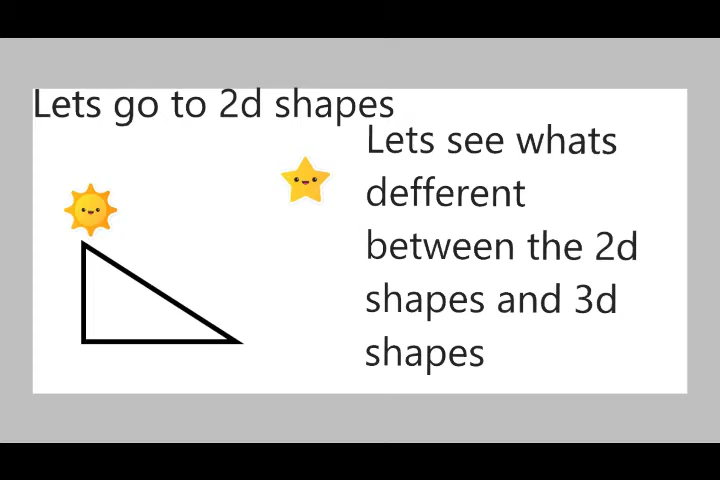 Lets go to 2d shapes
Lets see whats
defferent
between the 2d
shapes and 3d
shapes